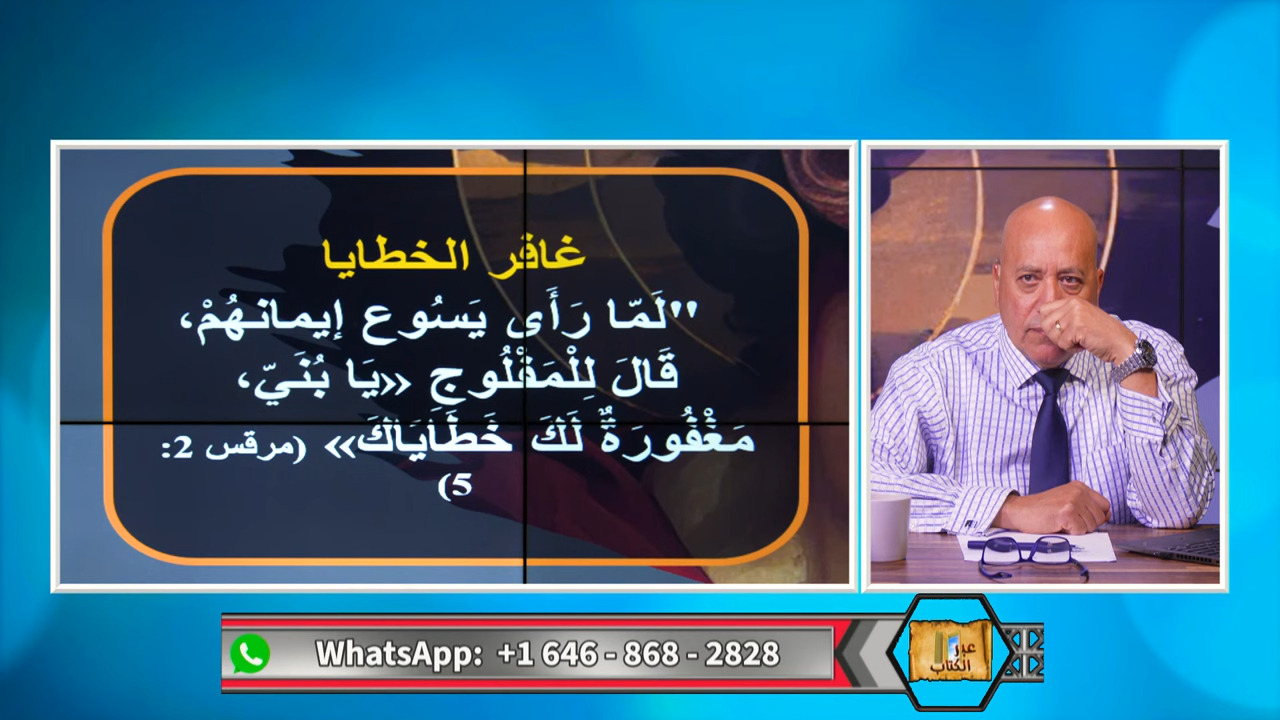 غافر الخطايا
"لَمّا رَأَى يَسُوع إيمانهُمْ،
قَالَ لِلْمَفْلُوجِ «يَا بُنَيّ،
مَغْفُورَةٌ لَكَ خَطَايَاكَ» (مرقس 2:
5)
WhatsApp: +1 646 - 868 - 2828
عبر
الكتاب